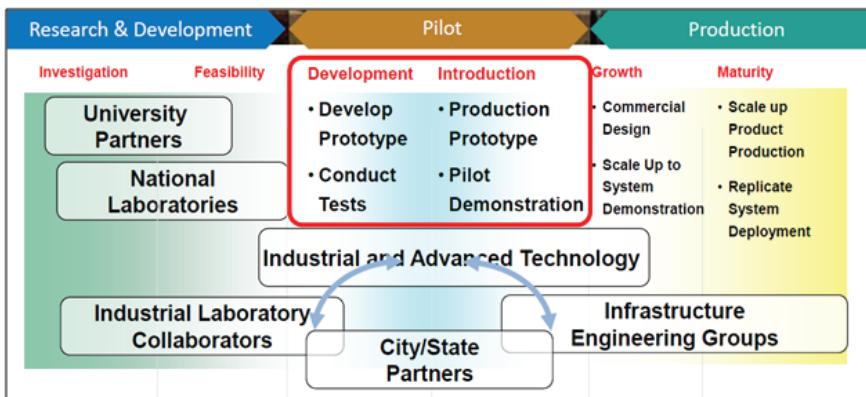 Research & Development
Pilot
Production
Investigation
Feasibility
Development
Introduction
Growth
Maturity
University
Partners
National
Laboratories
• Develop
Prototype
• Conduct
Tests
• Production
Prototype
• Pilot
Demonstration
• Commercial
Design
• Scale Up to
System
Demonstration
• Scale up
Product
Production
• Replicate
System
Deployment
Industrial and Advanced Technology
Industrial Laboratory
Collaborators
City/State
Partners
Infrastructure
Engineering Groups